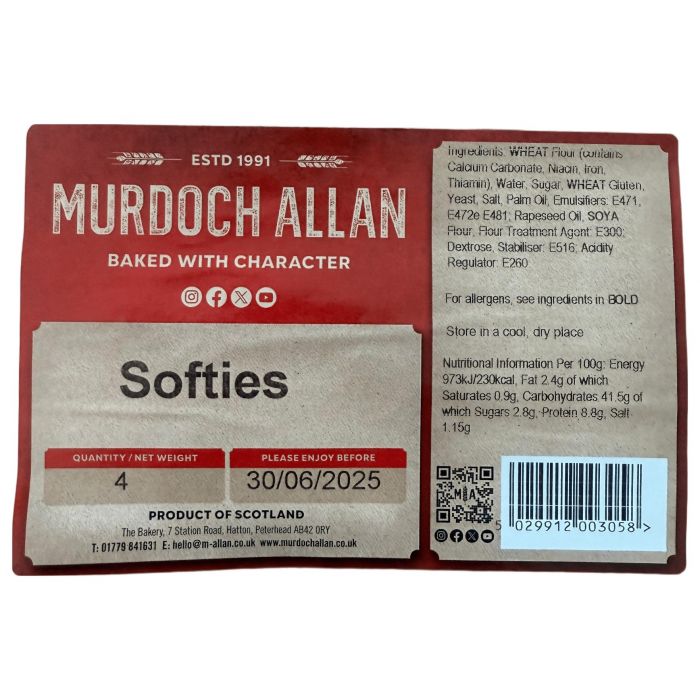 ESTD 1991
MURDOCH ALLAN
BAKED WITH CHARACTER
Softies
QUANTITY / NET WEIGHT
4
PLEASE ENJOY BEFORE
30/06/2025
PRODUCT OF SCOTLAND
The Bakery, 7 Station Road, Hatton, Peterhead AB42 0RY
T: 01779 841631 E: hello@m-allan.co.uk www.murdochallan.co.uk
Ingredients: WHEAT Flour (contains
Calcium Carbonate, Niacin, Iron,
Thiamin), Water, Sugar, WHEAT Gluten,
Yeast, Salt, Palm Oil, Emulsifiers: E471,
E472e E481; Rapeseed Oil, SOYA
Flour, Flour Treatment Agent: E300;
Dextrose, Stabiliser: E516; Acidity
Regulator: E260.
For allergens, see ingredients in BOLD
Store in a cool, dry place
Nutritional Information Per 100g: Energy
973kJ/230kcal, Fat 2.4g of which
Saturates 0.9g, Carbohydrates 41.5g of
which Sugars 2.8g, Protein 8.8g, Salt
1.15g
M A
5 029912 003058 >